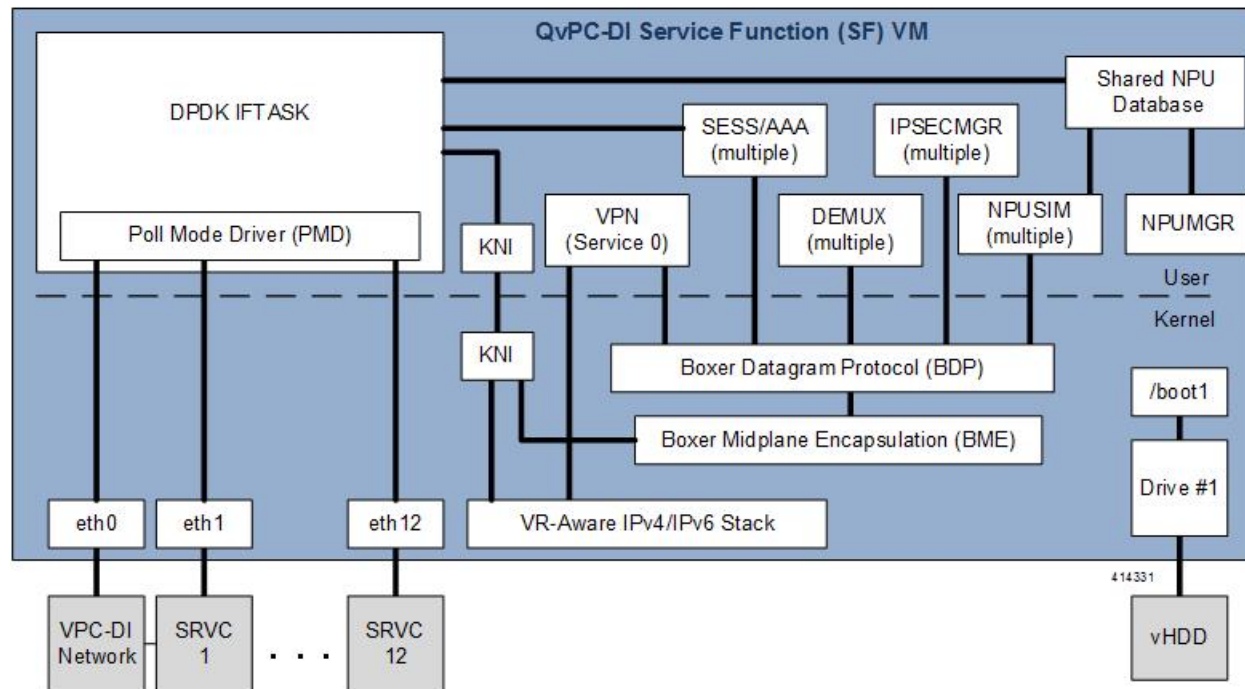 QvPC-DI Service Function (SF) VM
DPDK IFTASK
Poll Mode Driver (PMD)
SESS/AAA
(multiple)
IPSECMGR
(multiple)
Shared NPU
Database
KNI
VPN
(Service 0)
DEMUX
(multiple)
NPUSIM
(multiple)
NPUMGR
User
Kernel
KNI
Boxer Datagram Protocol (BDP)
Boxer Midplane Encapsulation (BME)
/boot1
Drive #1
eth0
eth1
eth12
VR-Aware IPv4/IPv6 Stack
414331
VPC-DI
Network
SRVC
1
. . .
SRVC
12
vHDD